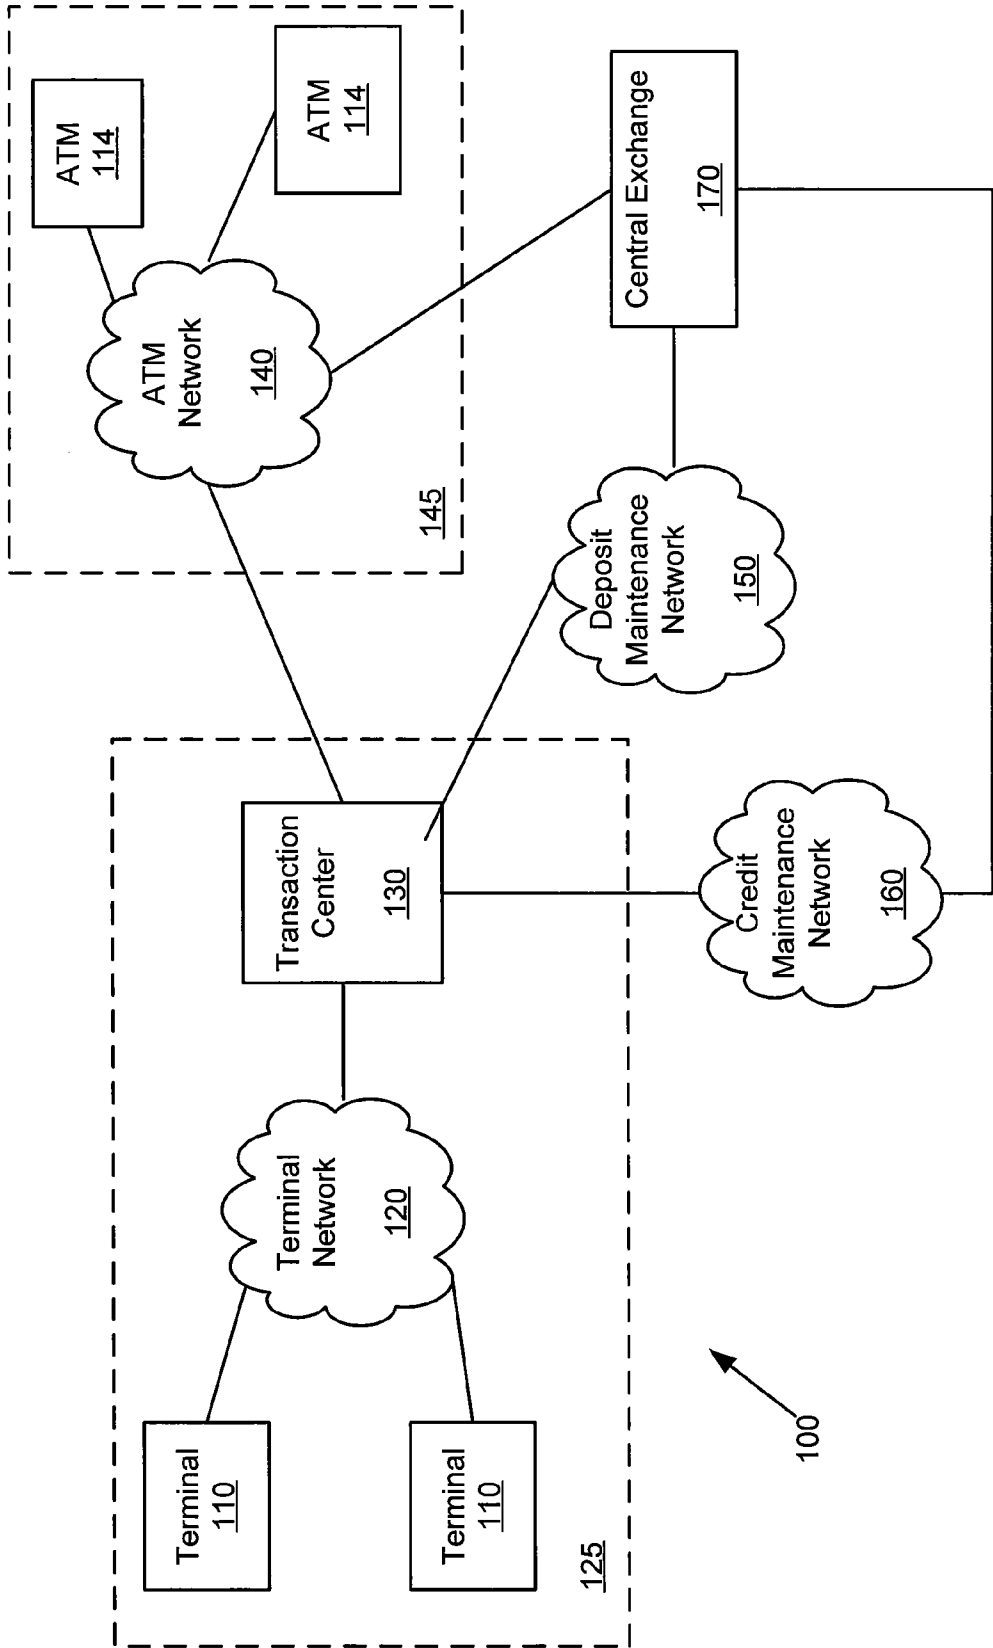 Terminal
110
Terminal
110
125
Terminal
Network
120
Transaction
Center
130
ATM
Network
140
ATM
114
ATM
114
145
Deposit
Maintenance
Network
150
Credit
Maintenance
Network
160
Central Exchange
170
100